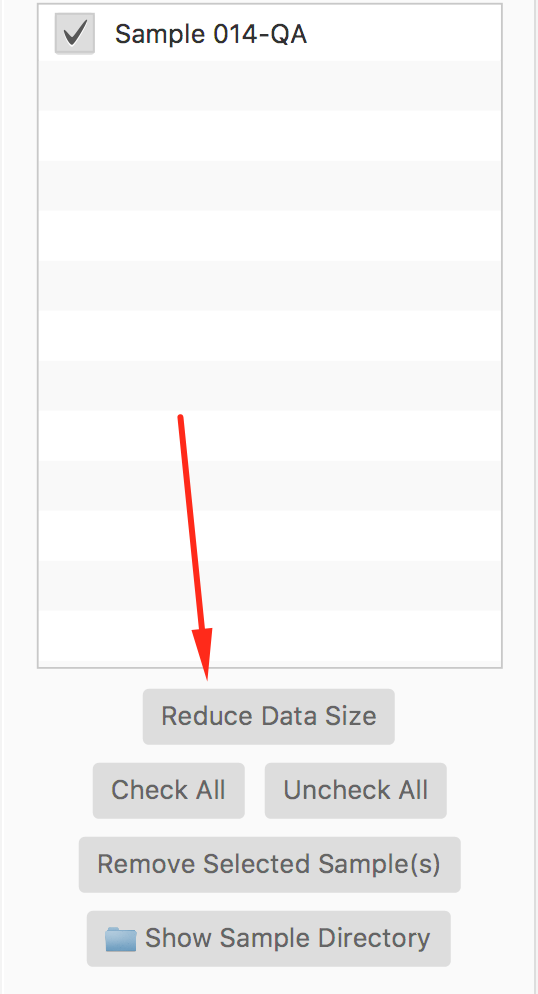 Sample 014-QA
Reduce Data Size
Check All
Uncheck All
Remove Selected Sample(s)
Show Sample Directory